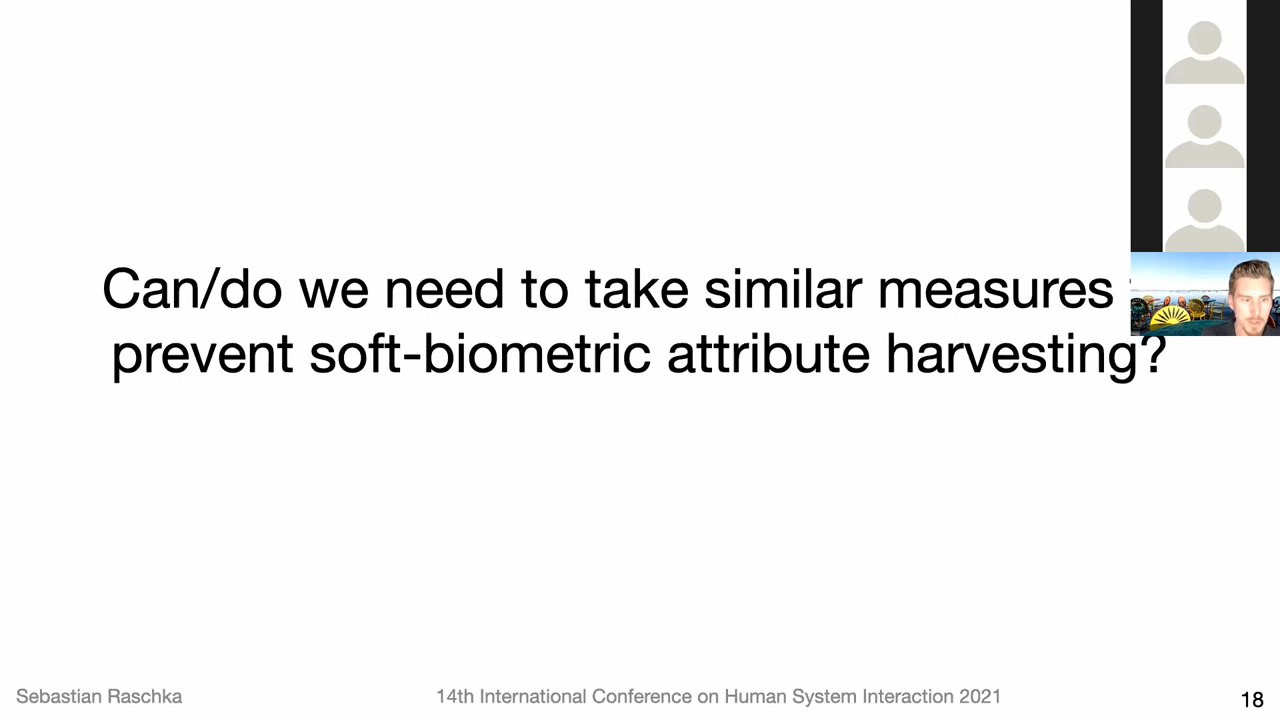 Can/do we need to take similar measures
prevent soft-biometric attribute harvesting?
Sebastian Raschka
14th International Conference on Human System Interaction 2021
18